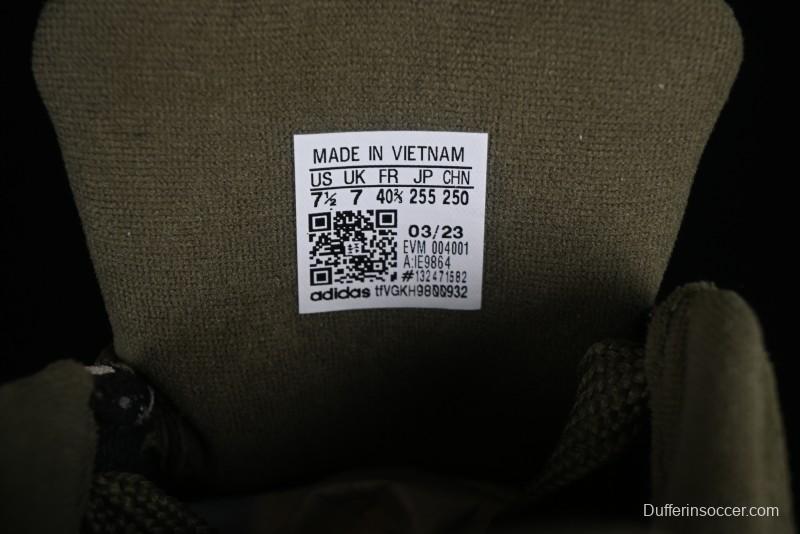 MADE IN VIETNAM
US UK FR JP CHN
7½ 7 40⅔ 255 250
03/23
EVM 004001
A:IE9864
#132471582
adidas tfVGKH9800932
Dufferinsoccer.com